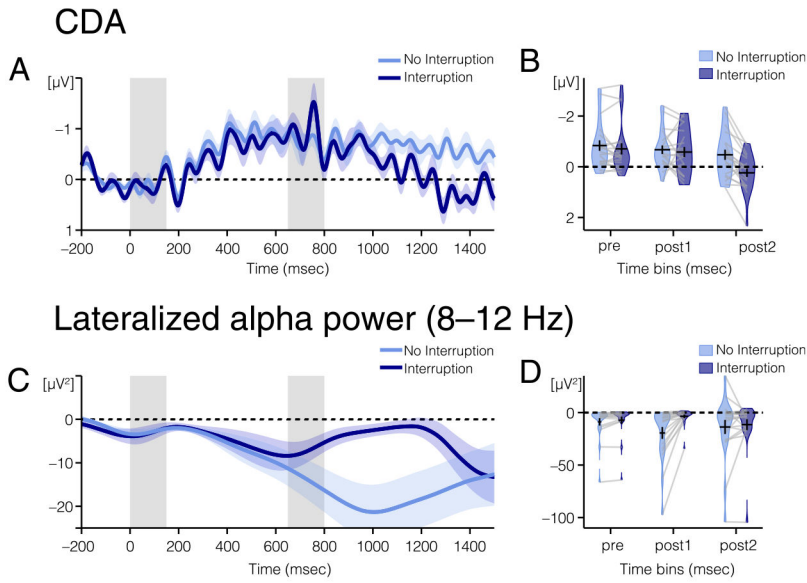 CDA
A
[µV]
No Interruption
Interruption
-1
0
1
−200 0 200 400 600 800 1000 1200 1400
Time (msec)
B
[µV]
No Interruption
Interruption
−2
0
2
pre post1 post2
Time bins (msec)
Lateralized alpha power (8–12 Hz)
C
[µV²]
No Interruption
Interruption
0
−10
−20
−200 0 200 400 600 800 1000 1200 1400
Time (msec)
D
[µV²]
No Interruption
Interruption
0
−50
−100
pre post1 post2
Time bins (msec)